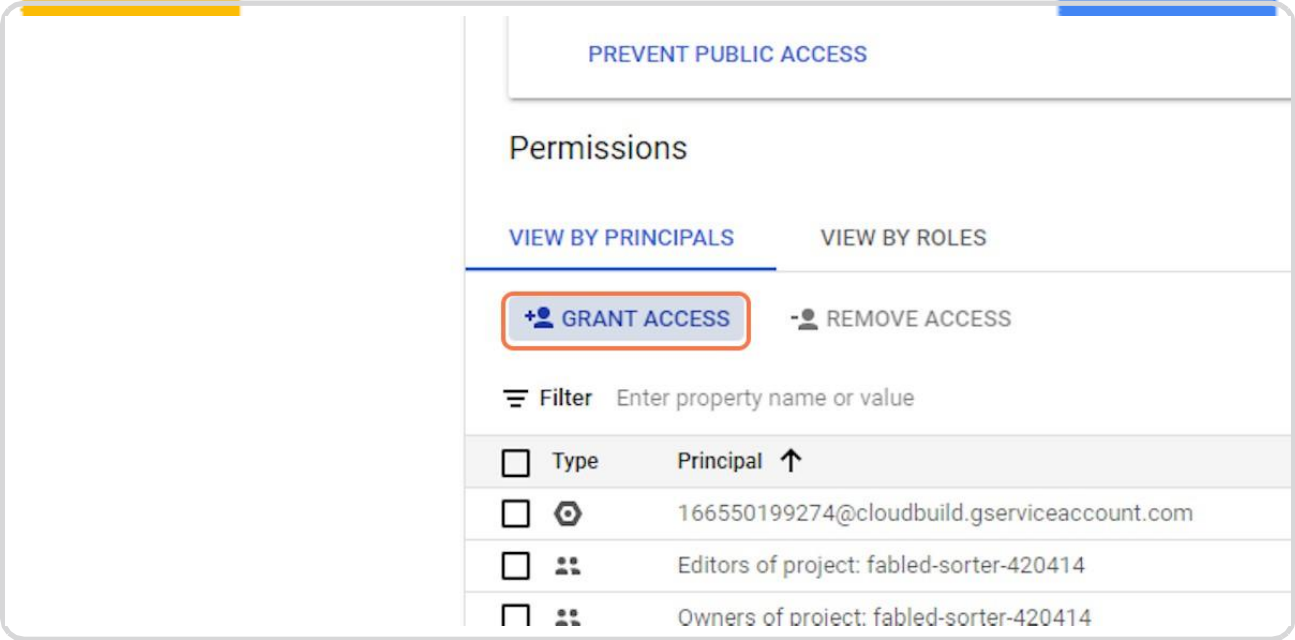 PREVENT PUBLIC ACCESS
Permissions
VIEW BY PRINCIPALS VIEW BY ROLES
GRANT ACCESS REMOVE ACCESS
Filter Enter property name or value
Type Principal
166550199274@cloudbuild.gserviceaccount.com
Editors of project: fabled-sorter-420414
Owners of project: fabled-sorter-420414